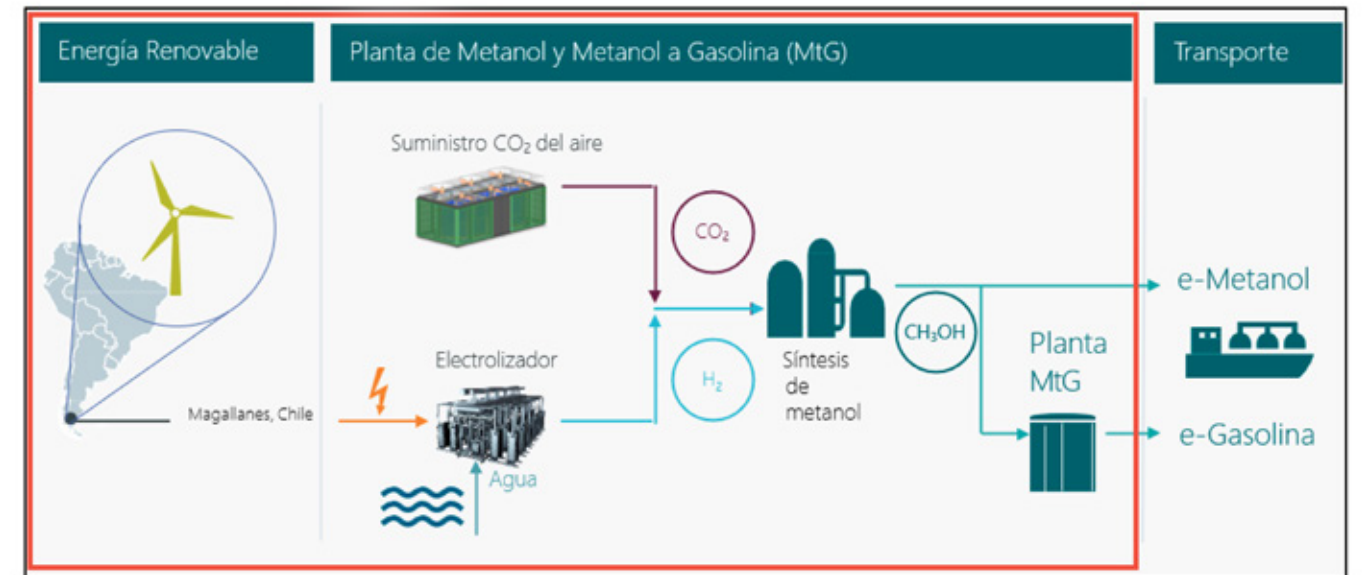 Energía Renovable
Planta de Metanol y Metanol a Gasolina (MtG)
Transporte
Suministro CO₂ del aire
CO₂
Electrolizador
H₂
Magallanes, Chile
Agua
Síntesis
de
metanol
CH₃OH
Planta
MtG
e-Metanol
e-Gasolina